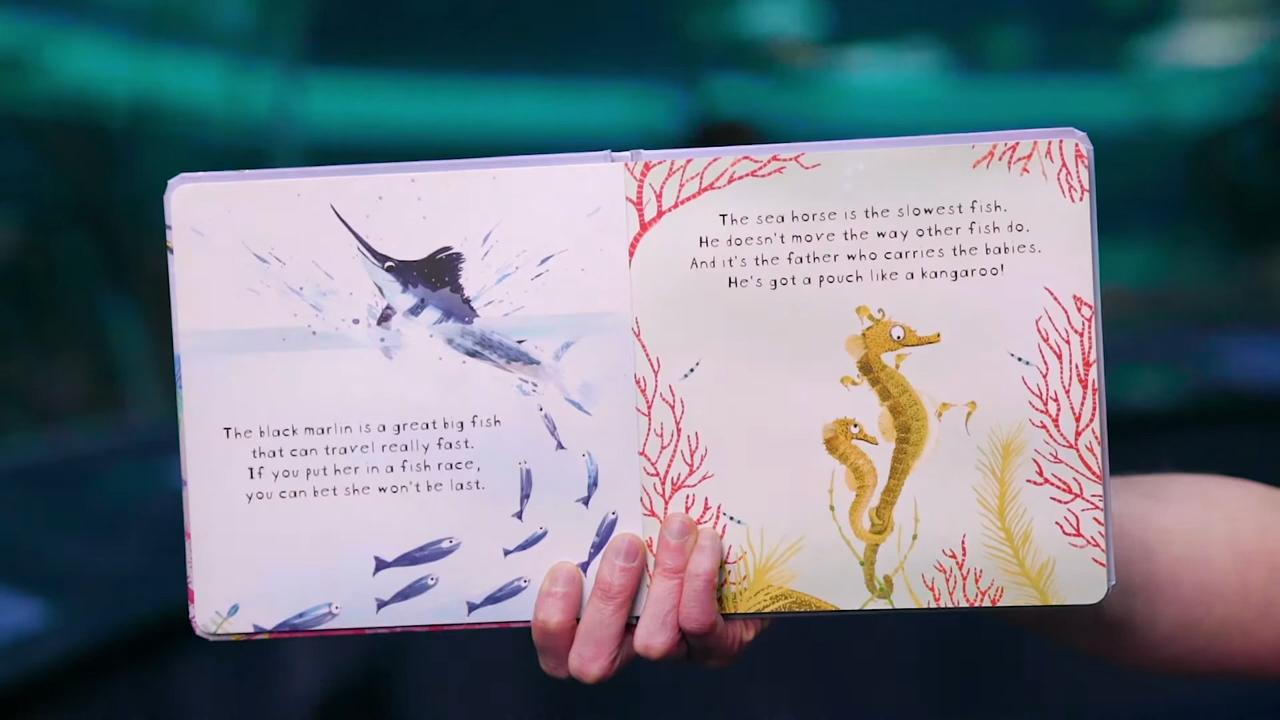 The black marlin is a great big fish
that can travel really fast.
If you put her in a fish race,
you can bet she won't be last.
The sea horse is the slowest fish.
He doesn't move the way other fish do.
And it's the father who carries the babies.
He's got a pouch like a kangaroo!